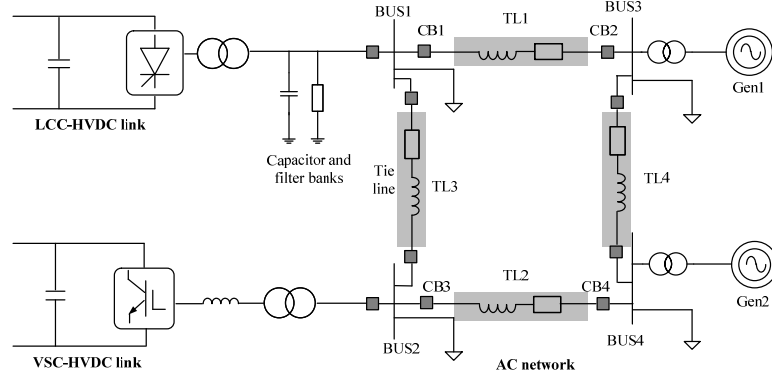 BUS1
CB1
TL1
CB2
BUS3
Gen1
LCC-HVDC link
Capacitor and
filter banks
Tie
line
TL3
TL4
CB3
TL2
CB4
Gen2
BUS2
BUS4
VSC-HVDC link
AC network